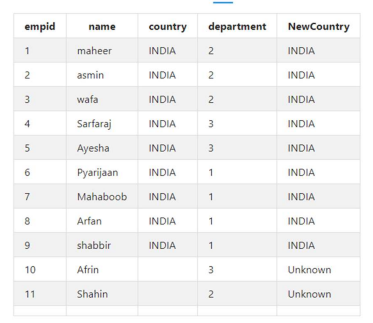 empid name country department NewCountry
1 maheer INDIA 2 INDIA
2 asmin INDIA 2 INDIA
3 wafa INDIA 2 INDIA
4 Sarfaraj INDIA 3 INDIA
5 Ayesha INDIA 3 INDIA
6 Pyarijaan INDIA 1 INDIA
7 Mahaboob INDIA 1 INDIA
8 Arfan INDIA 1 INDIA
9 shabbir INDIA 1 INDIA
10 Afrin 3 Unknown
11 Shahin 2 Unknown